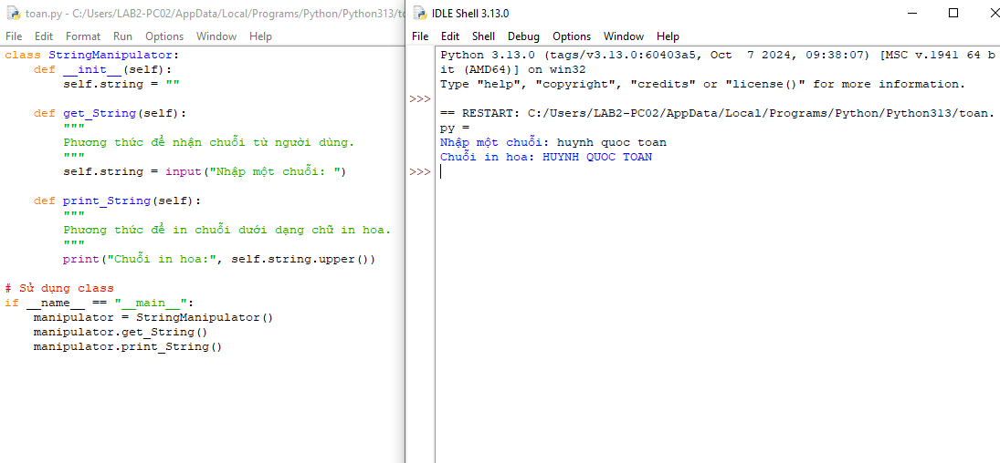 toan.py - C:/Users/LAB2-PC02/AppData/Local/Programs/Python/Python313/to
File Edit Format Run Options Window Help
class StringManipulator:
    def __init__(self):
        self.string = ""
    def get_String(self):
        """
        Phương thức để nhận chuỗi từ người dùng.
        """
        self.string = input("Nhập một chuỗi: ")
    def print_String(self):
        """
        Phương thức để in chuỗi dưới dạng chữ in hoa.
        """
        print("Chuỗi in hoa:", self.string.upper())
# Sử dụng class
if __name__ == "__main__":
    manipulator = StringManipulator()
    manipulator.get_String()
    manipulator.print_String()
IDLE Shell 3.13.0
File Edit Shell Debug Options Window Help
Python 3.13.0 (tags/v3.13.0:60403a5, Oct  7 2024, 09:38:07) [MSC v.1941 64 b
it (AMD64)] on win32
Type "help", "copyright", "credits" or "license()" for more information.
>>>
== RESTART: C:/Users/LAB2-PC02/AppData/Local/Programs/Python/Python313/toan.
py =
Nhập một chuỗi: huynh quoc toan
Chuỗi in hoa: HUYNH QUOC TOAN
>>>